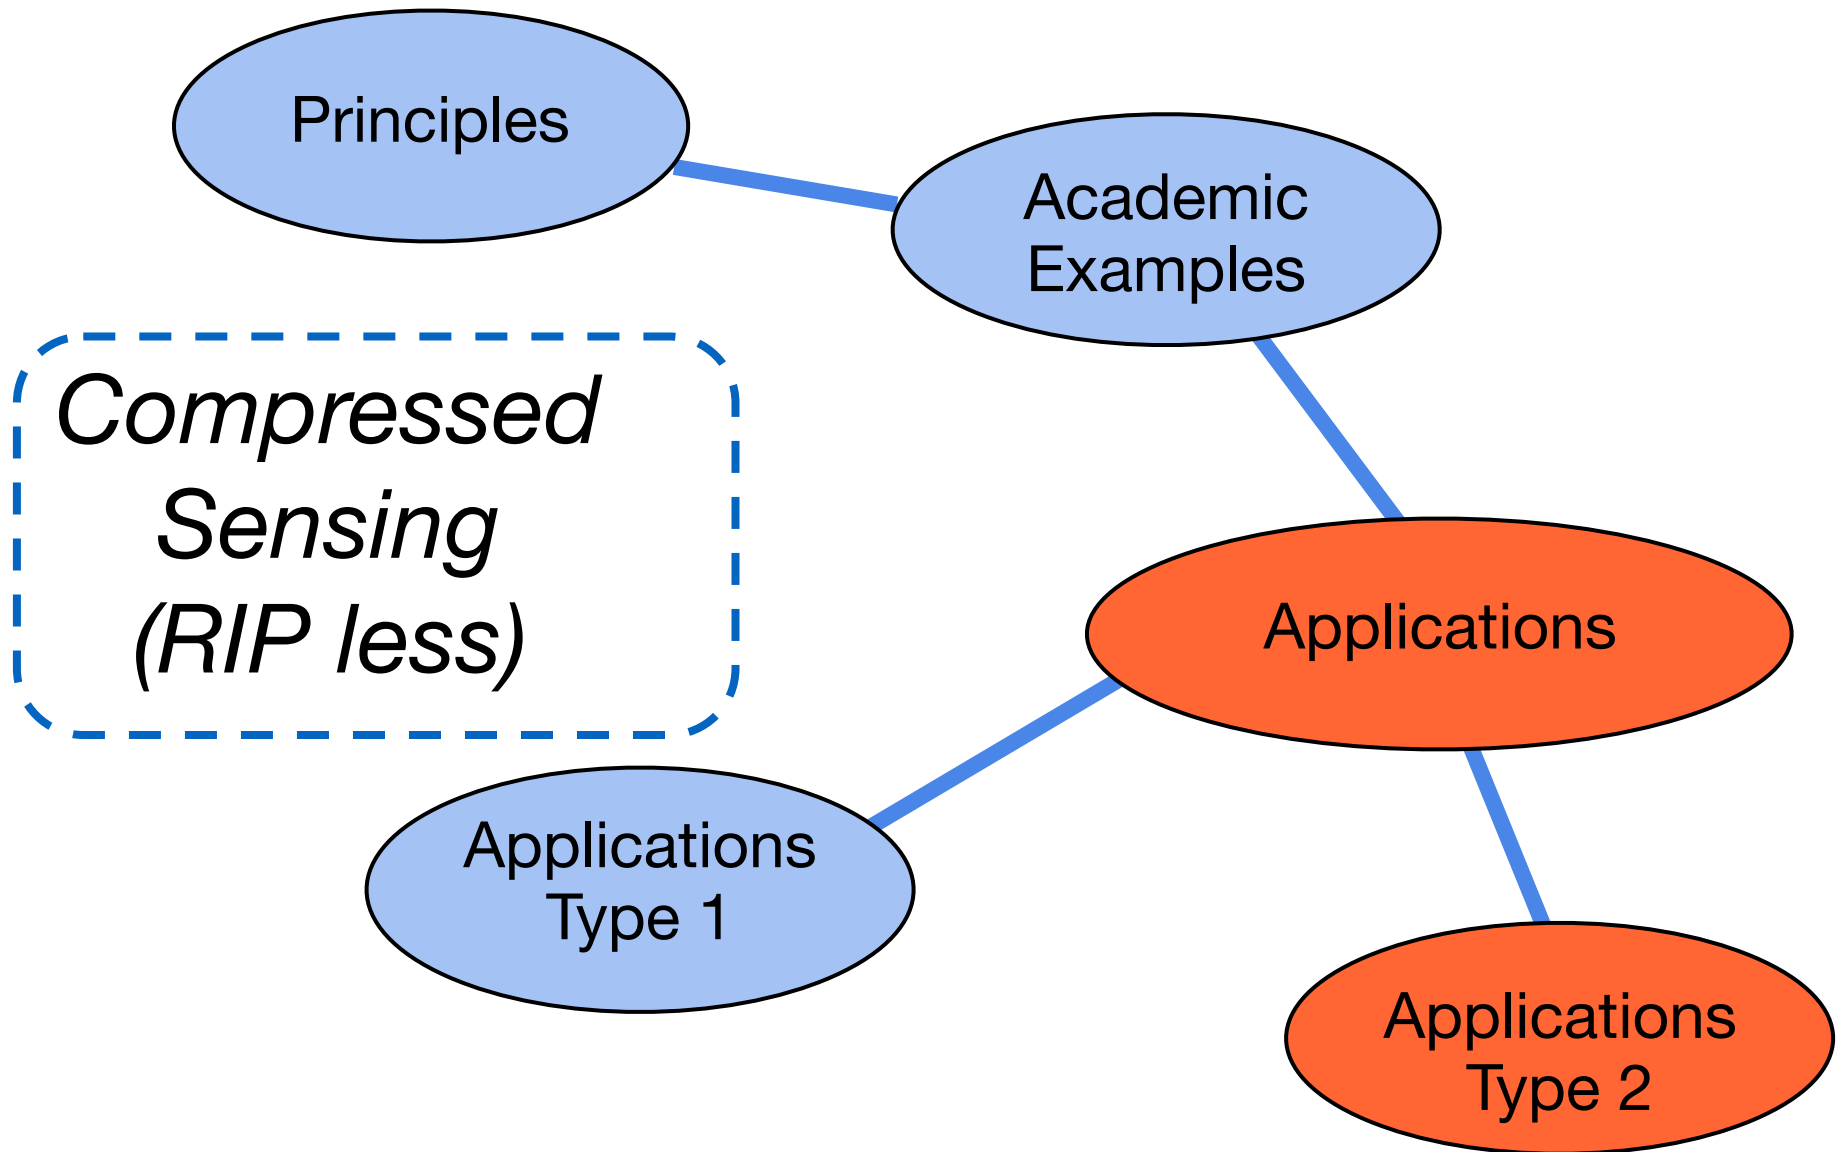 Principles
Academic
Examples
Compressed
Sensing
(RIP less)
Applications
Applications
Type 1
Applications
Type 2